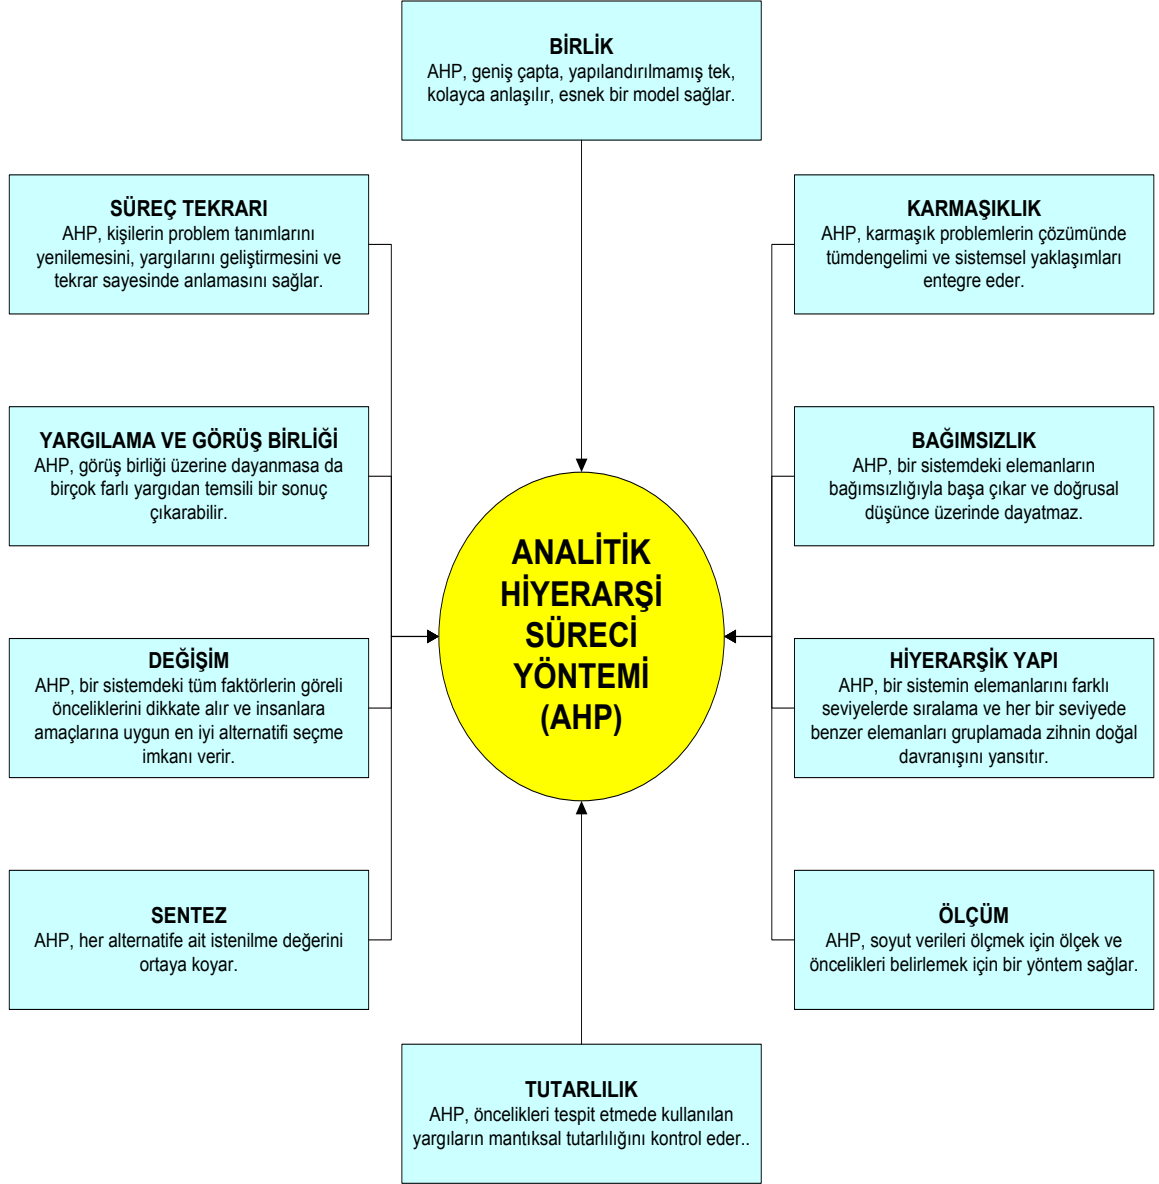 BİRLİK
AHP, geniş çapta, yapılandırılmamış tek,
kolayca anlaşılır, esnek bir model sağlar.
SÜREÇ TEKRARI
AHP, kişilerin problem tanımlarını
yenilemesini, yargılarını geliştirmesini ve
tekrar sayesinde anlamasını sağlar.
KARMAŞIKLIK
AHP, karmaşık problemlerin çözümünde
tümdengelimi ve sistemsel yaklaşımları
entegre eder.
YARGILAMA VE GÖRÜŞ BİRLİĞİ
AHP, görüş birliği üzerine dayanmasa da
birçok farlı yargıdan temsili bir sonuç
çıkarabilir.
BAĞIMSIZLIK
AHP, bir sistemdeki elemanların
bağımsızlığıyla başa çıkar ve doğrusal
düşünce üzerinde dayatmaz.
ANALİTİK
HİYERARŞİ
SÜRECİ
YÖNTEMİ
(AHP)
DEĞİŞİM
AHP, bir sistemdeki tüm faktörlerin göreli
önceliklerini dikkate alır ve insanlara
amaçlarına uygun en iyi alternatifi seçme
imkanı verir.
HİYERARŞİK YAPI
AHP, bir sistemin elemanlarını farklı
seviyelerde sıralama ve her bir seviyede
benzer elemanları gruplamada zihnin doğal
davranışını yansıtır.
SENTEZ
AHP, her alternatife ait istenilme değerini
ortaya koyar.
ÖLÇÜM
AHP, soyut verileri ölçmek için ölçek ve
öncelikleri belirlemek için bir yöntem sağlar.
TUTARLILIK
AHP, öncelikleri tespit etmede kullanılan
yargıların mantıksal tutarlılığını kontrol eder..